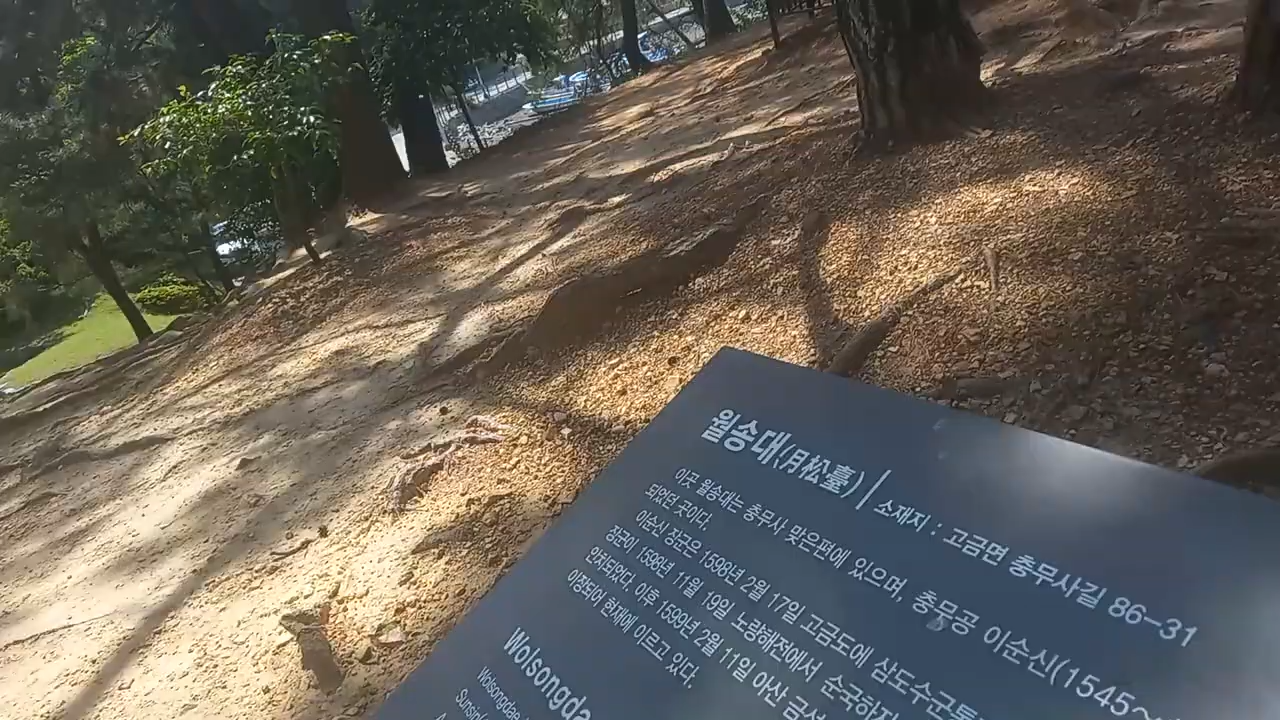 월송대(月松臺) | 소재지 : 고금면 충무사길 86-31
이곳 월송대는 충무사 맞은편에 있으며, 충무공 이순신(1545~
되었던 곳이다.
이순신 장군은 1598년 2월 17일 고금도에 삼도수군통
장군이 1598년 11월 19일 노량해전에서 순국하자
안치되었다. 이후 1599년 2월 11일 아산 금성
이장되어 현재에 이르고 있다.
Wolsongda
Wolsongdae
Sunsin(